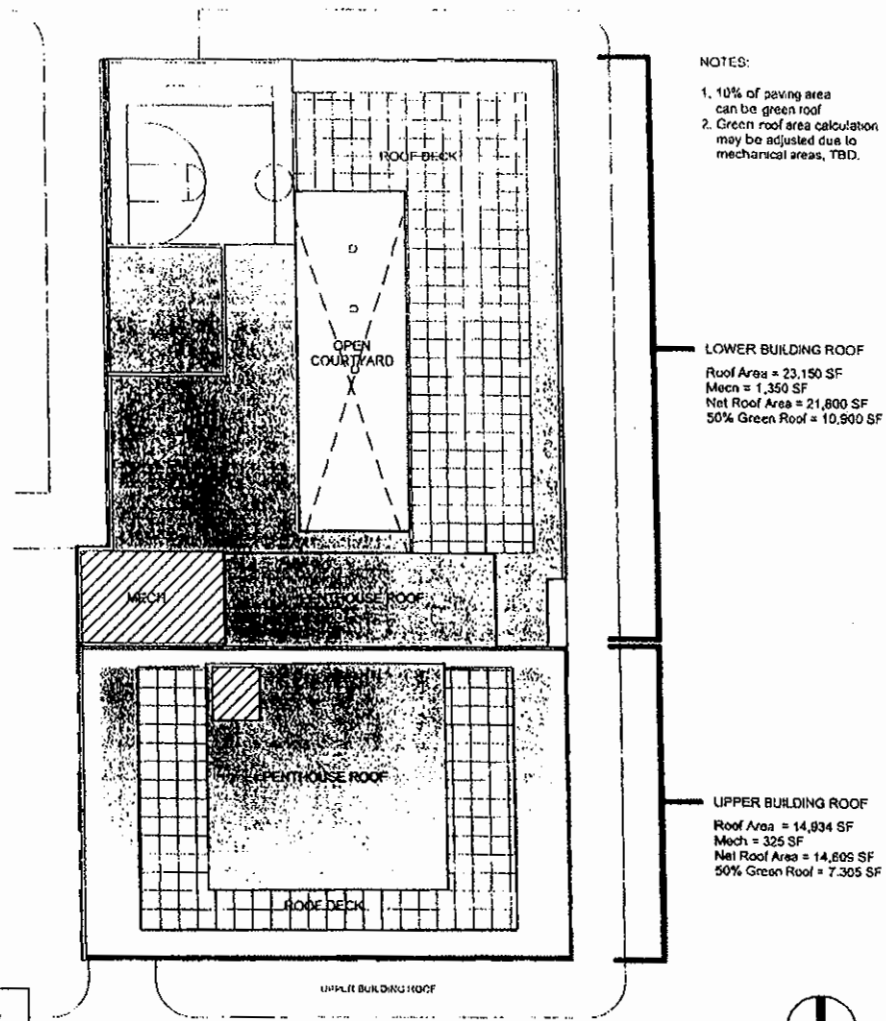 NOTES:
1. 10% of paving area
can be green roof
2. Green roof area calculation
may be adjusted due to
mechanical areas, TBD.
ROOF DECK
OPEN
COURTYARD
LOWER BUILDING ROOF
Roof Area = 23,150 SF
Mech = 1,350 SF
Net Roof Area = 21,800 SF
50% Green Roof = 10,900 SF
MECH
PENTHOUSE ROOF
PENTHOUSE ROOF
ROOF DECK
UPPER BUILDING ROOF
Roof Area = 14,934 SF
Mech = 325 SF
Net Roof Area = 14,609 SF
50% Green Roof = 7,305 SF
UPPER BUILDING ROOF